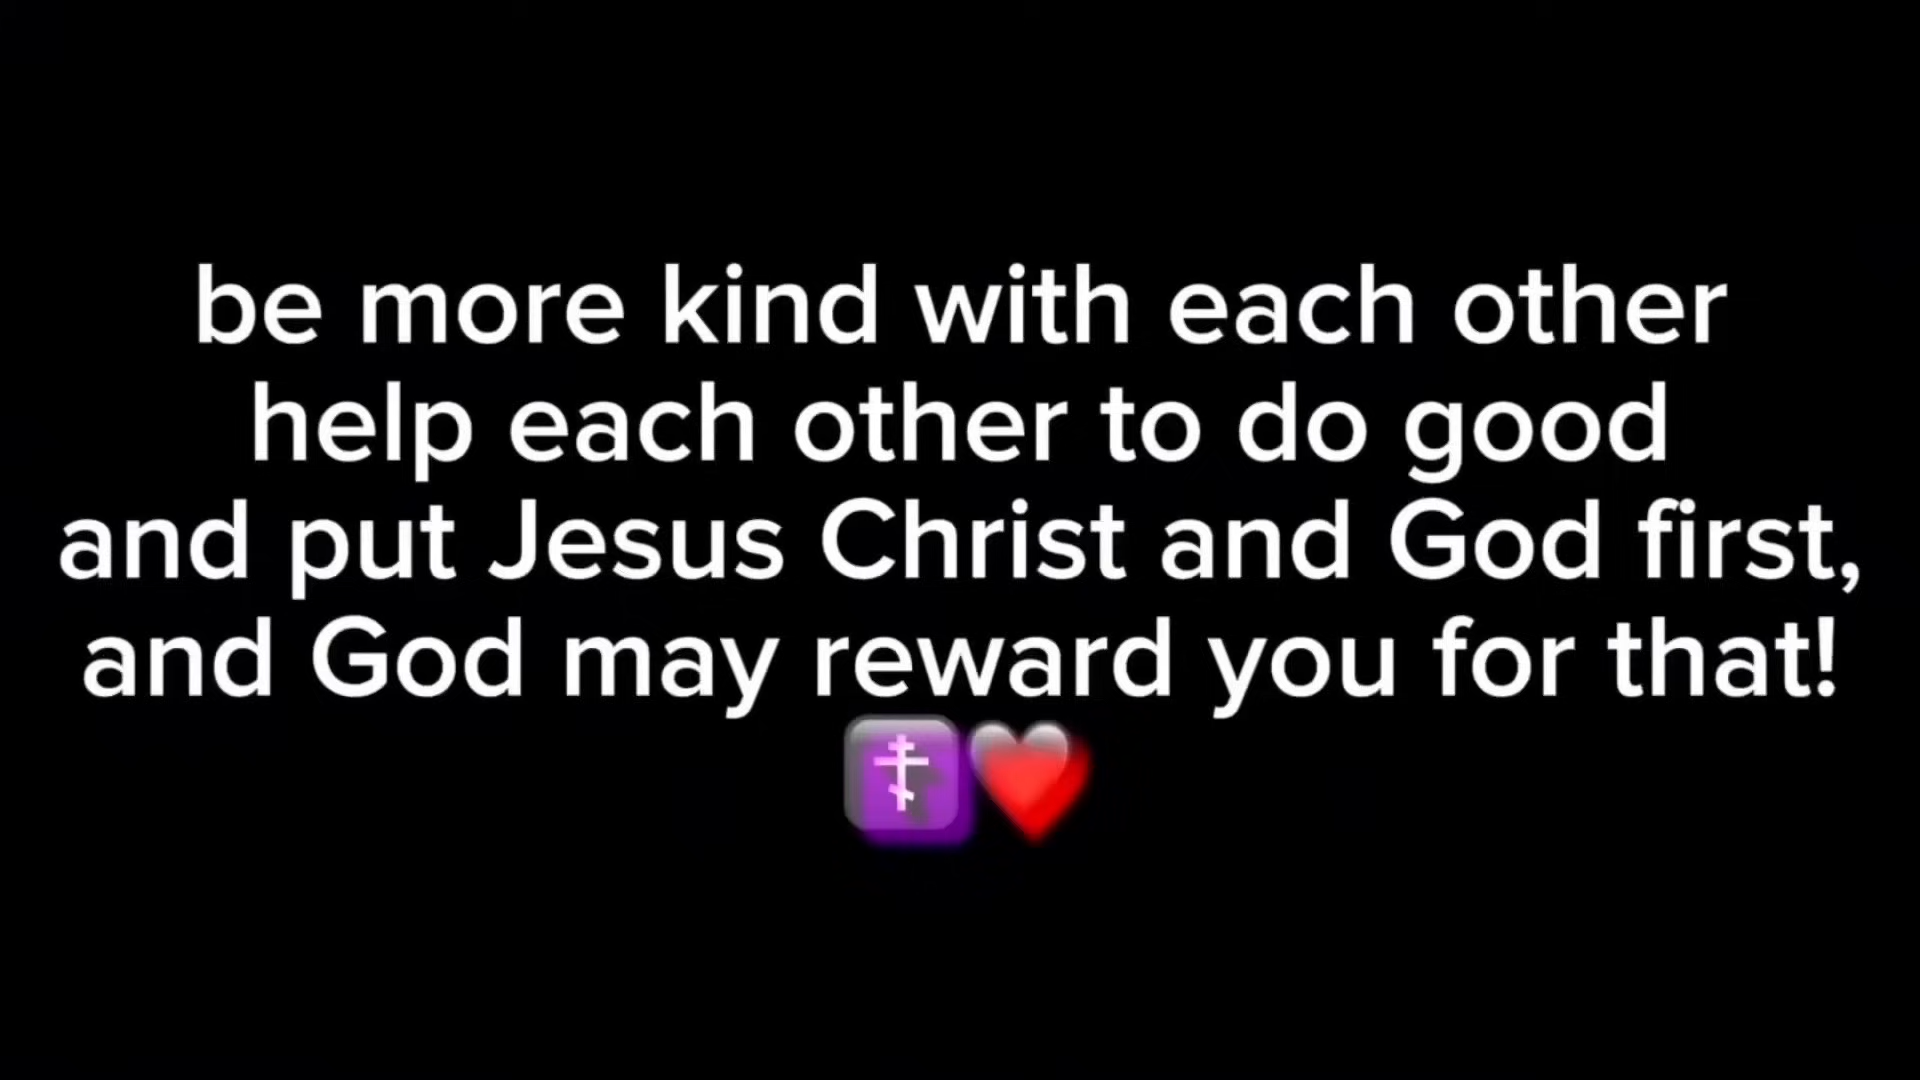 be more kind with each other
help each other to do good
and put Jesus Christ and God first,
and God may reward you for that!
☦️❤️